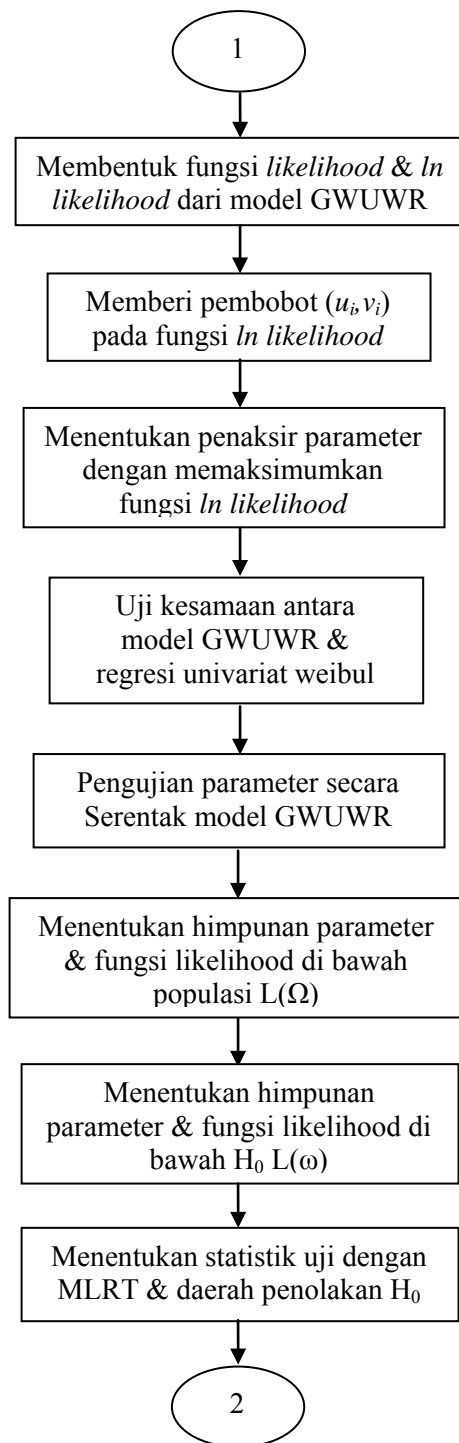 1
Membentuk fungsi likelihood & ln
likelihood dari model GWUWR
Memberi pembobot (uᵢ,vᵢ)
pada fungsi ln likelihood
Menentukan penaksir parameter
dengan memaksimumkan
fungsi ln likelihood
Uji kesamaan antara
model GWUWR &
regresi univariat weibul
Pengujian parameter secara
Serentak model GWUWR
Menentukan himpunan parameter
& fungsi likelihood di bawah
populasi L(Ω)
Menentukan himpunan
parameter & fungsi likelihood di
bawah H₀ L(ω)
Menentukan statistik uji dengan
MLRT & daerah penolakan H₀
2